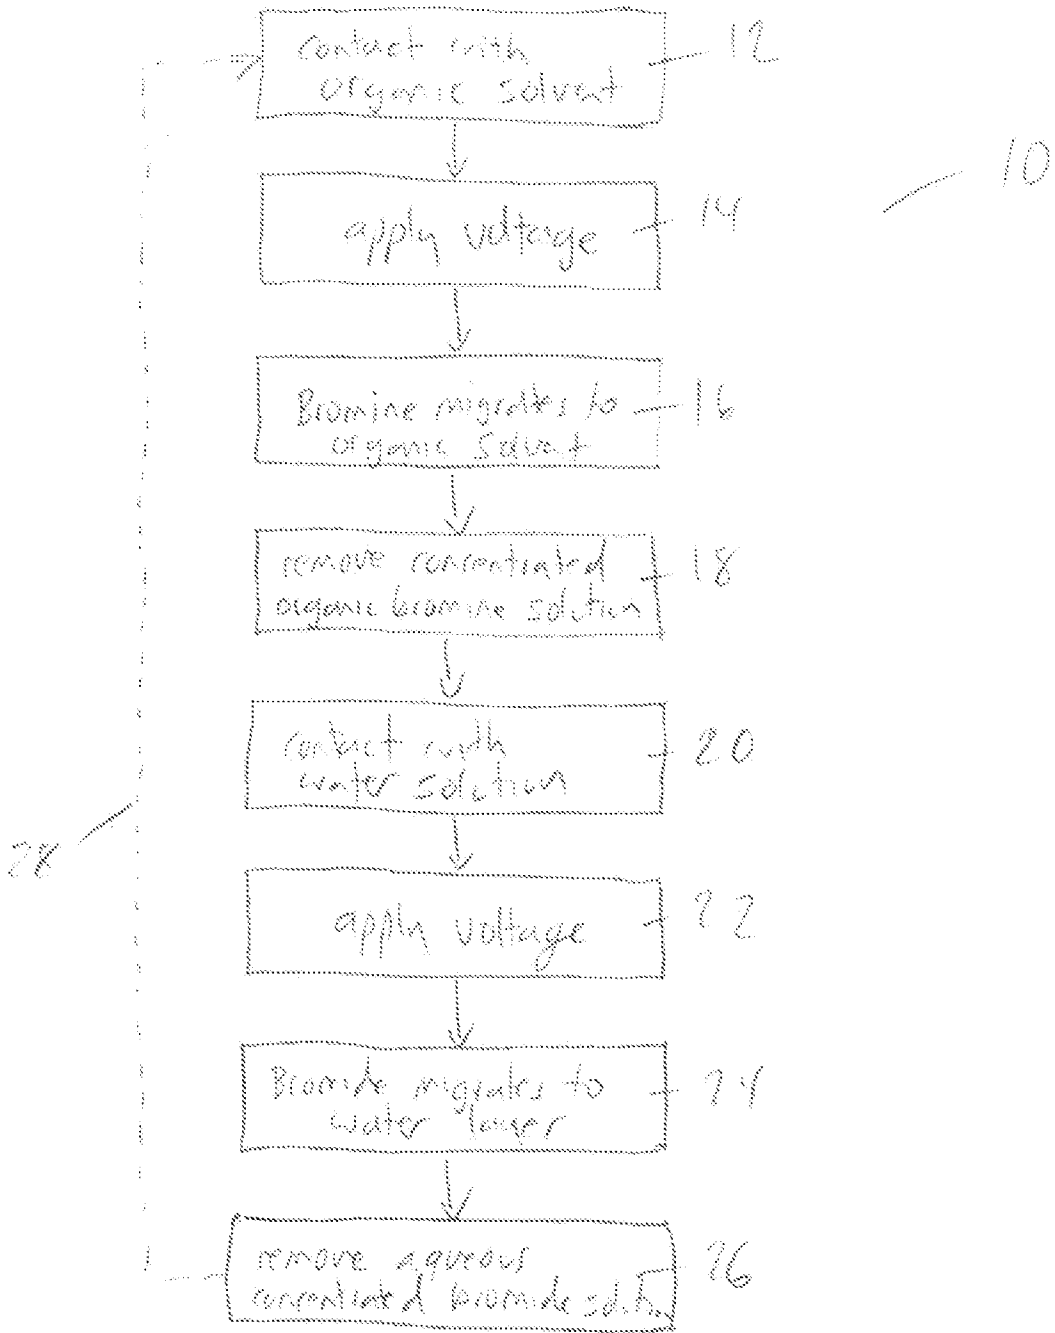 contact with
organic solvent
12
10
apply voltage
14
Bromine migrates to
organic solvent
16
remove concentrated
organic bromine solution
18
contact with
water solution
20
28
apply voltage
22
Bromide migrates to
water layer
24
remove aqueous
concentrated bromide solution
26